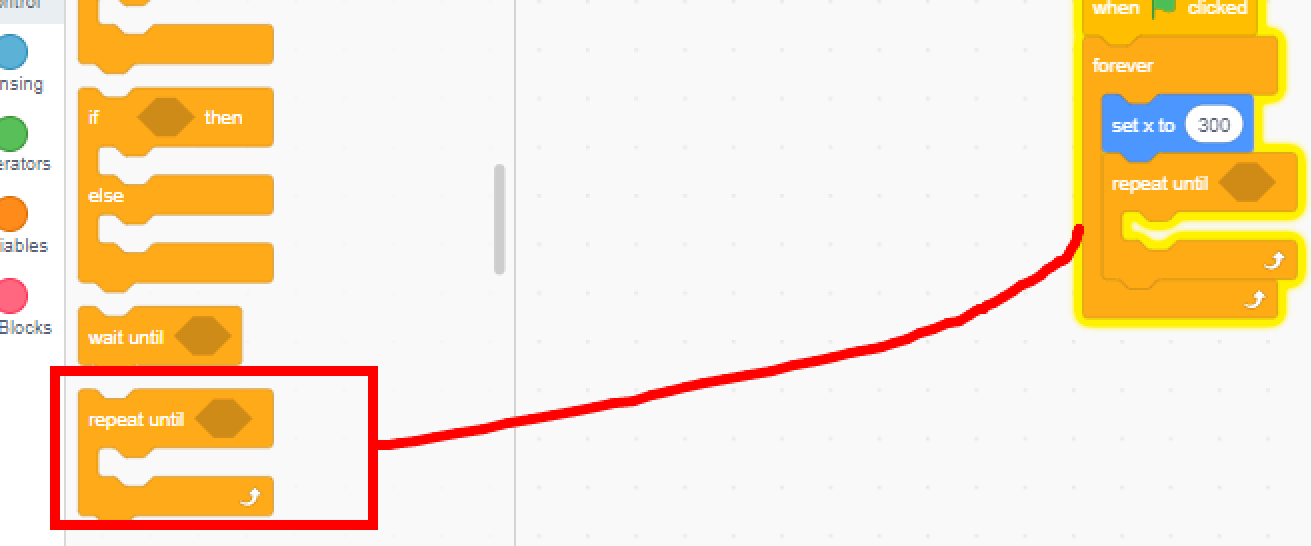 ntrol
nsing
erators
iables
Blocks
if then
else
wait until
repeat until
when clicked
forever
set x to 300
repeat until